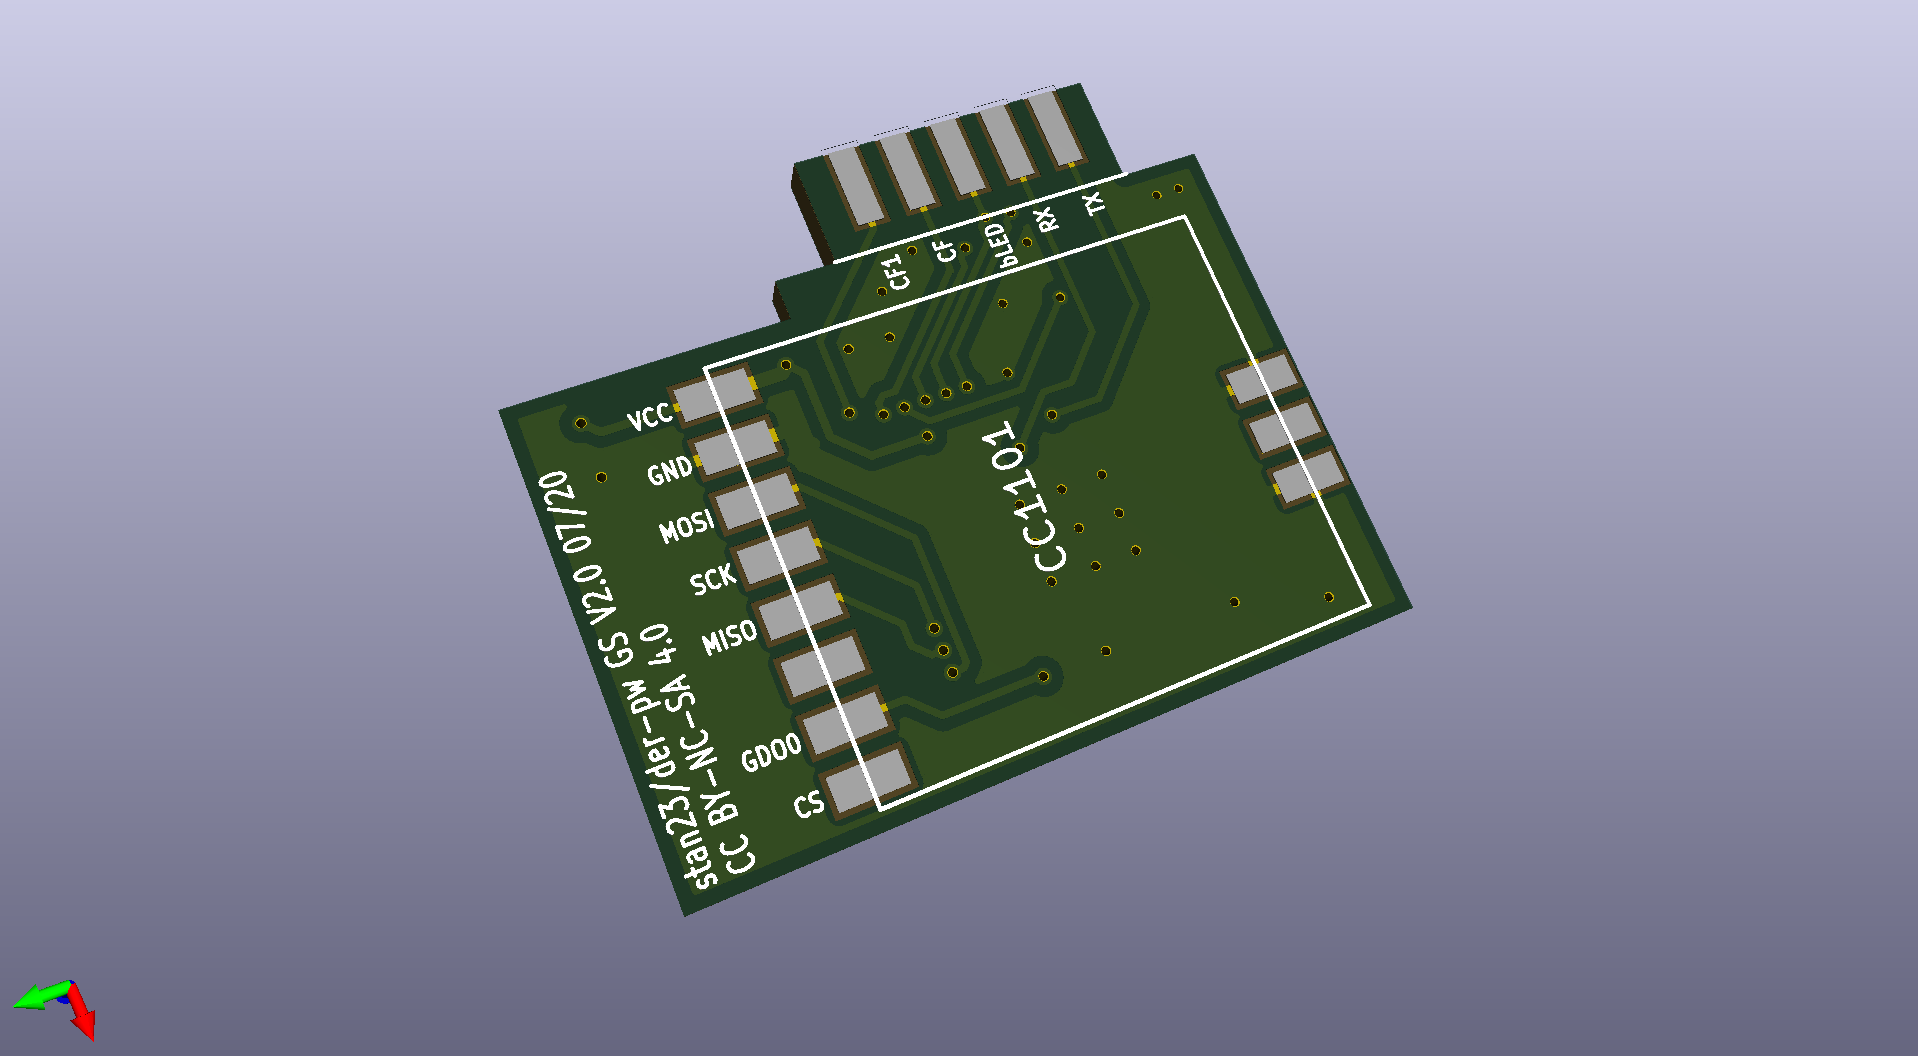 CF1
CF
bLED
RX
TX
VCC
GND
MOSI
SCK
MISO
GDO0
CS
CC1101
stan23/der-pw GS V2.0 07/20
CC BY-NC-SA 4.0